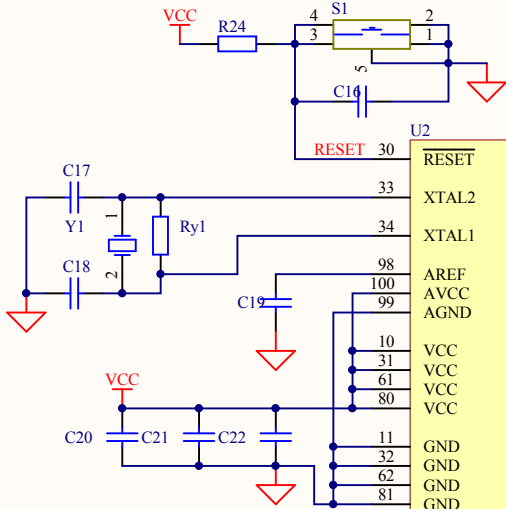 VCC
R24
S1
4
3
2
1
5
C16
U2
RESET 30 RESET
C17
33 XTAL2
Y1
1
Ry1
34 XTAL1
C18
2
98 AREF
100 AVCC
C19
99 AGND
10 VCC
31 VCC
61 VCC
VCC
80 VCC
C20
C21
C22
11 GND
32 GND
62 GND
81 GND